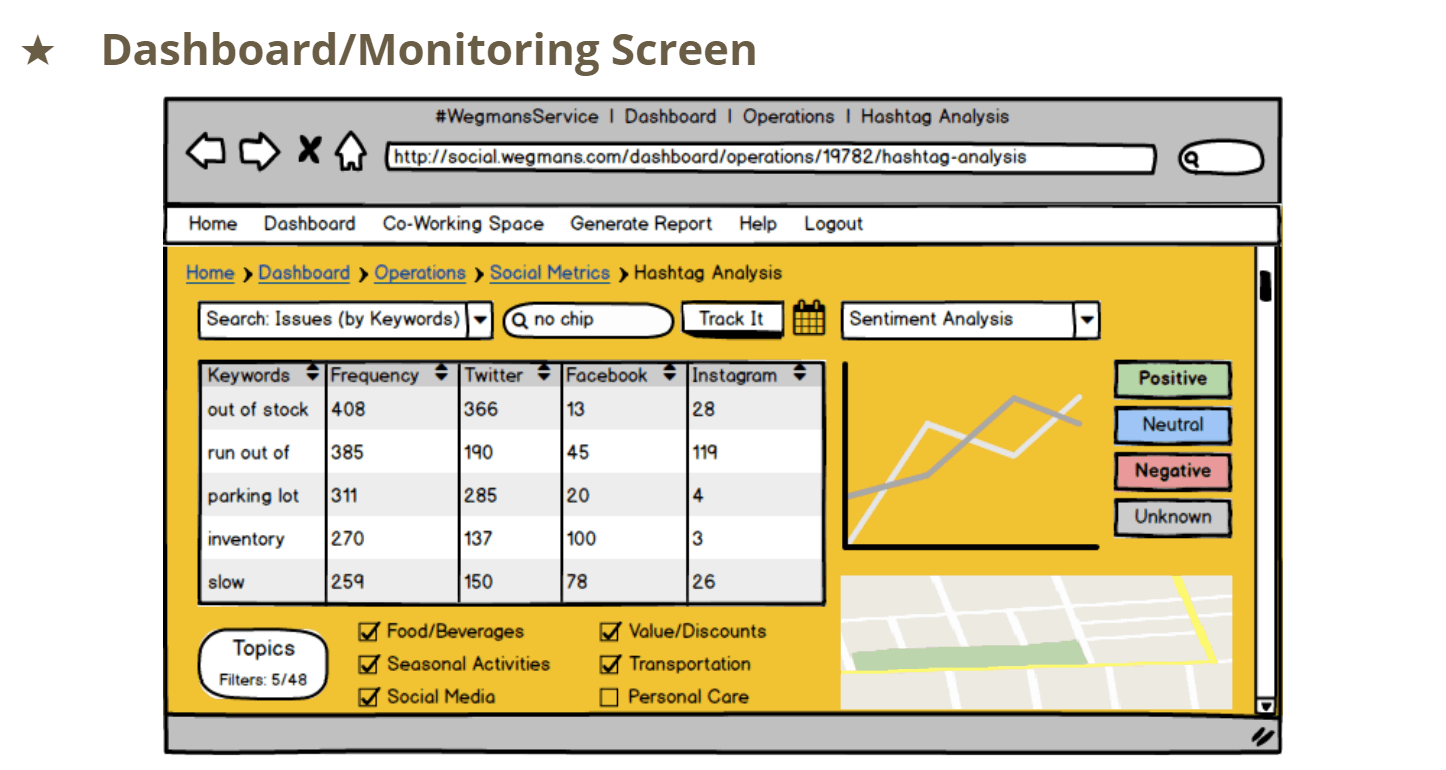 ★ Dashboard/Monitoring Screen
#WegmansService | Dashboard | Operations | Hashtag Analysis
http://social.wegmans.com/dashboard/operations/19782/hashtag-analysis
Home Dashboard Co-Working Space Generate Report Help Logout
Home > Dashboard > Operations > Social Metrics > Hashtag Analysis
Search: Issues (by Keywords) no chip Track It Sentiment Analysis
Keywords Frequency Twitter Facebook Instagram
out of stock 408 366 13 28
run out of 385 190 45 119
parking lot 311 285 20 4
inventory 270 137 100 3
slow 259 150 78 26
Positive
Neutral
Negative
Unknown
Topics
Filters: 5/48
Food/Beverages Value/Discounts
Seasonal Activities Transportation
Social Media Personal Care